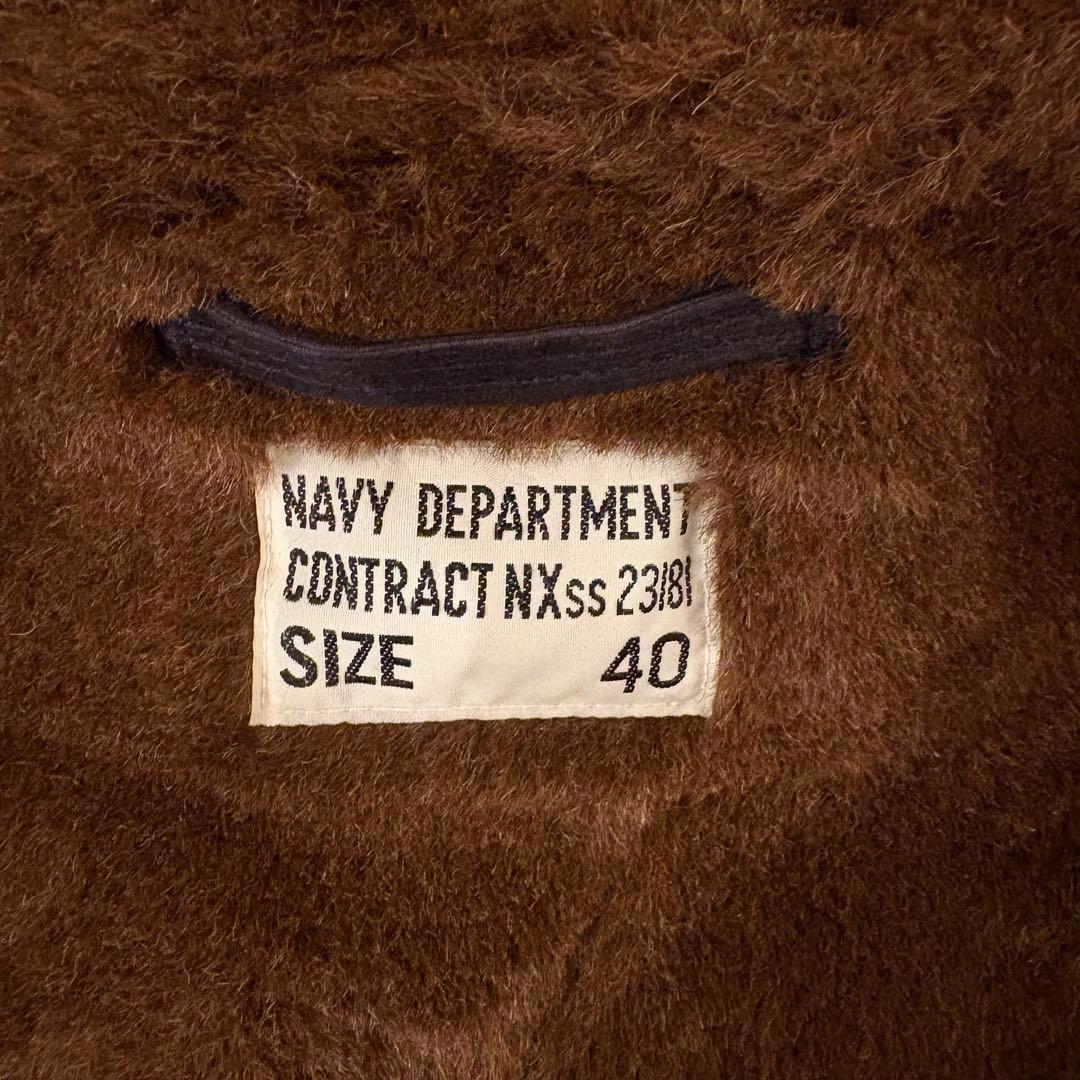 NAVY DEPARTMENT
CONTRACT NXss 23181
SIZE 40